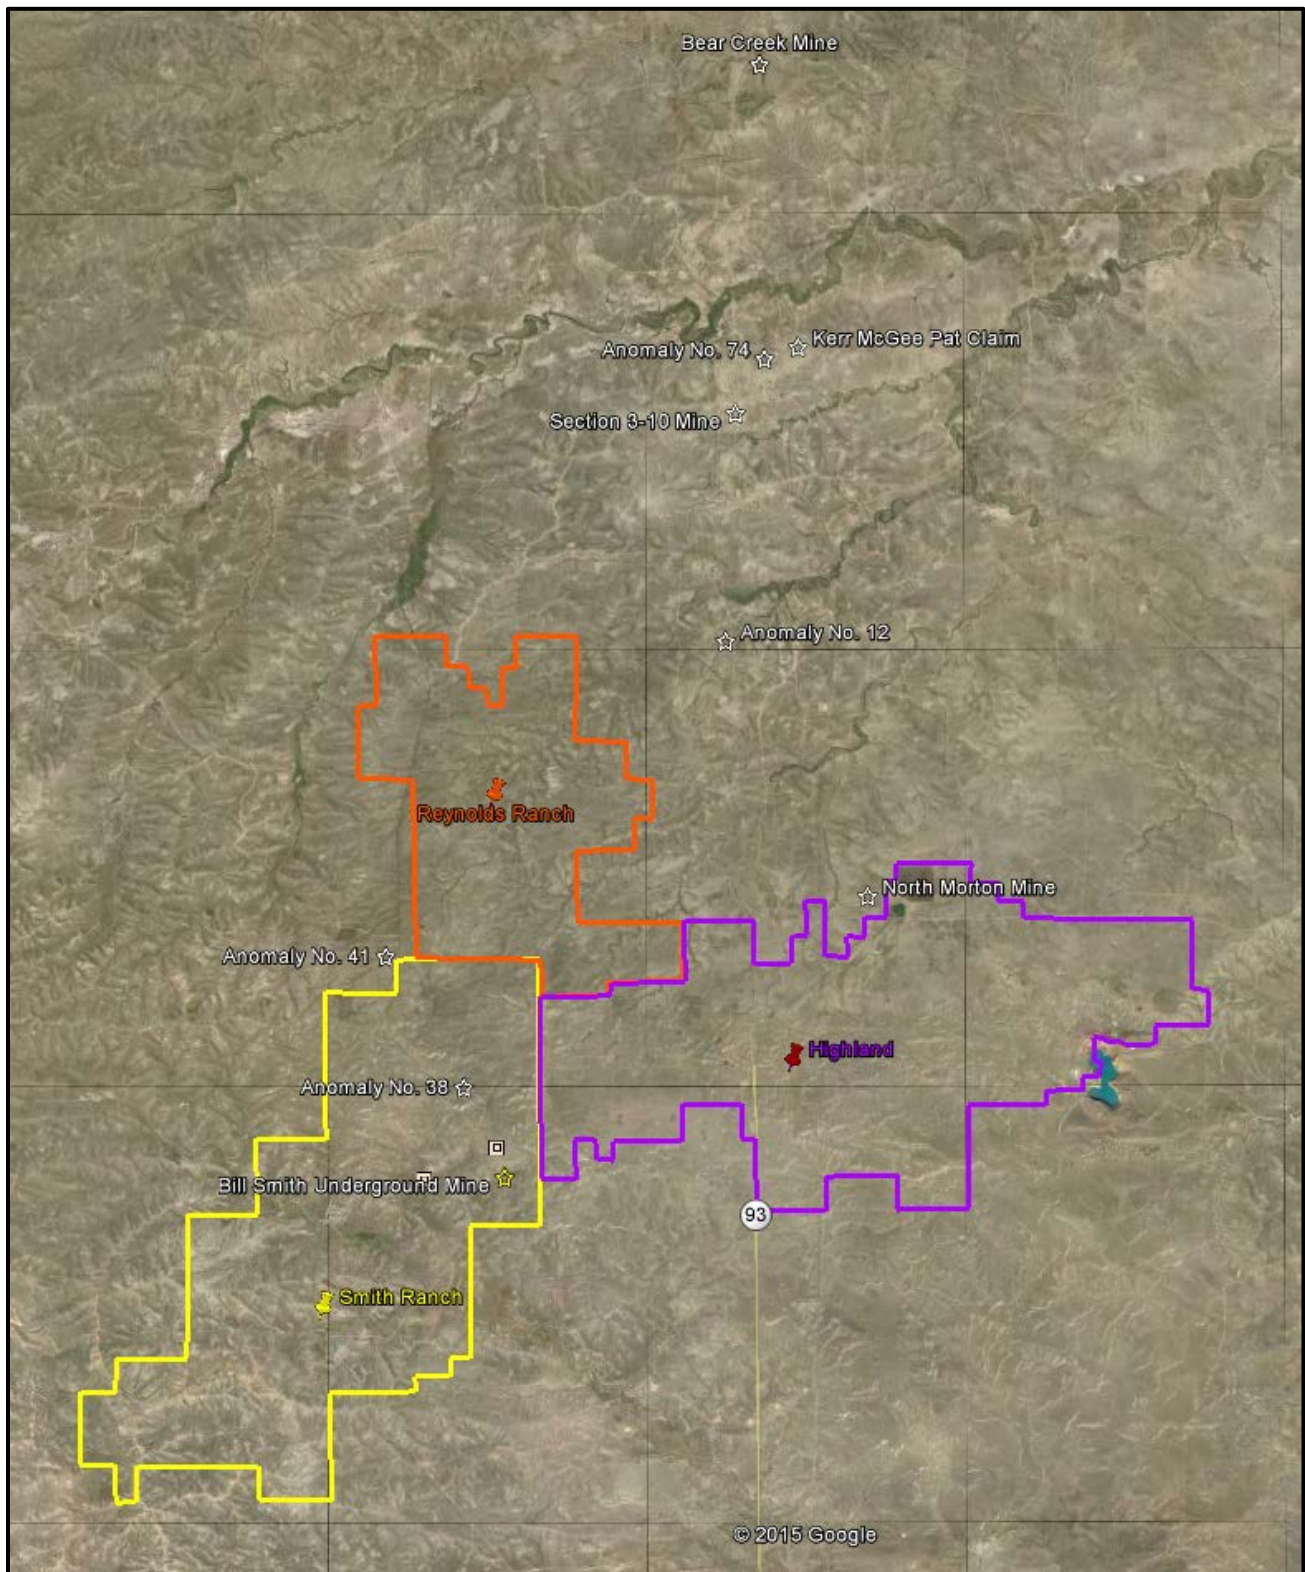 Bear Creek Mine
Kerr McGee Pat Claim
Anomaly No. 74
Section 3-10 Mine
Anomaly No. 12
Reynolds Ranch
North Morton Mine
Anomaly No. 41
Highland
Anomaly No. 38
Bill Smith Underground Mine
93
Smith Ranch
© 2015 Google